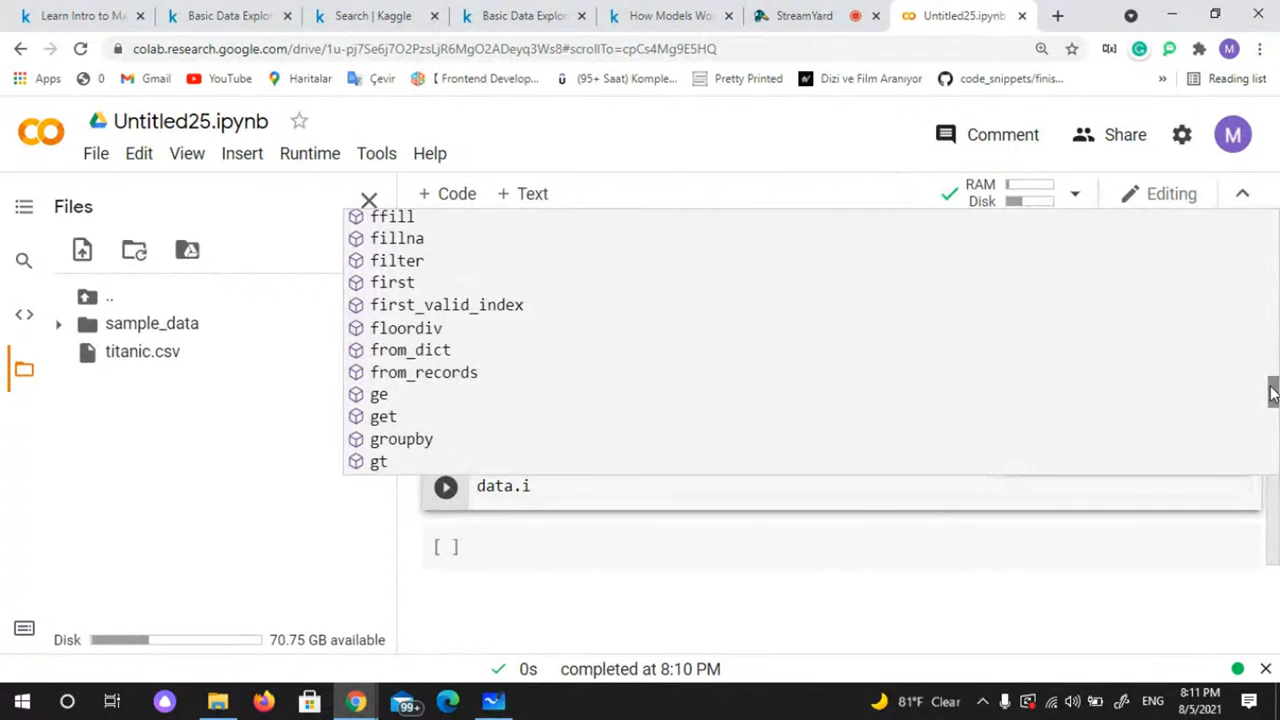 Learn Intro to M
Basic Data Explor
Search | Kaggle
Basic Data Explo
How Models Wo
StreamYard
Untitled25.ipynb
colab.research.google.com/drive/1u-pj7Se6j7O2PzsLjR6MgO2ADeyq3Ws8#scrollTo=cpCs4Mg9E5HQ
Apps
0
Gmail
YouTube
Haritalar
Çevir
[ Frontend Develop...
(95+ Saat) Komple...
Pretty Printed
Dizi ve Film Aranıyor
code_snippets/finis...
»
Reading list
Untitled25.ipynb
Comment
Share
M
File Edit View Insert Runtime Tools Help
Files
+ Code + Text
RAM
Disk
Editing
..
sample_data
titanic.csv
ffill
fillna
filter
first
first_valid_index
floordiv
from_dict
from_records
ge
get
groupby
gt
data.i
[ ]
Disk
70.75 GB available
0s completed at 8:10 PM
99+
81°F Clear
ENG
8:11 PM
8/5/2021